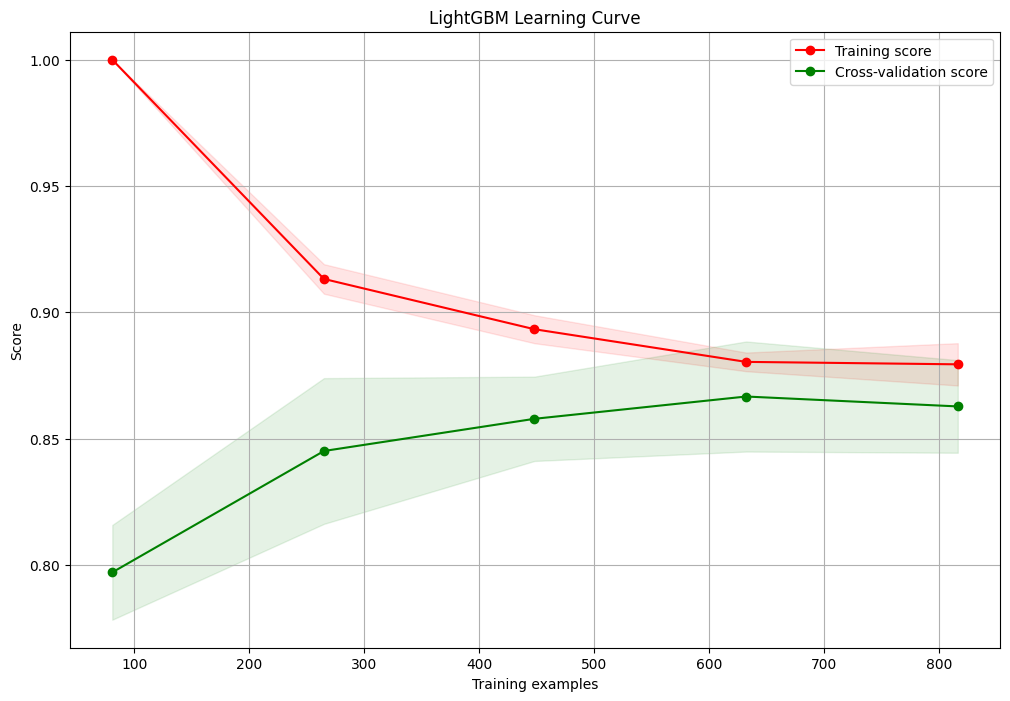 LightGBM Learning Curve
Training score
Cross-validation score
1.00
0.95
0.90
0.85
0.80
Score
100 200 300 400 500 600 700 800
Training examples